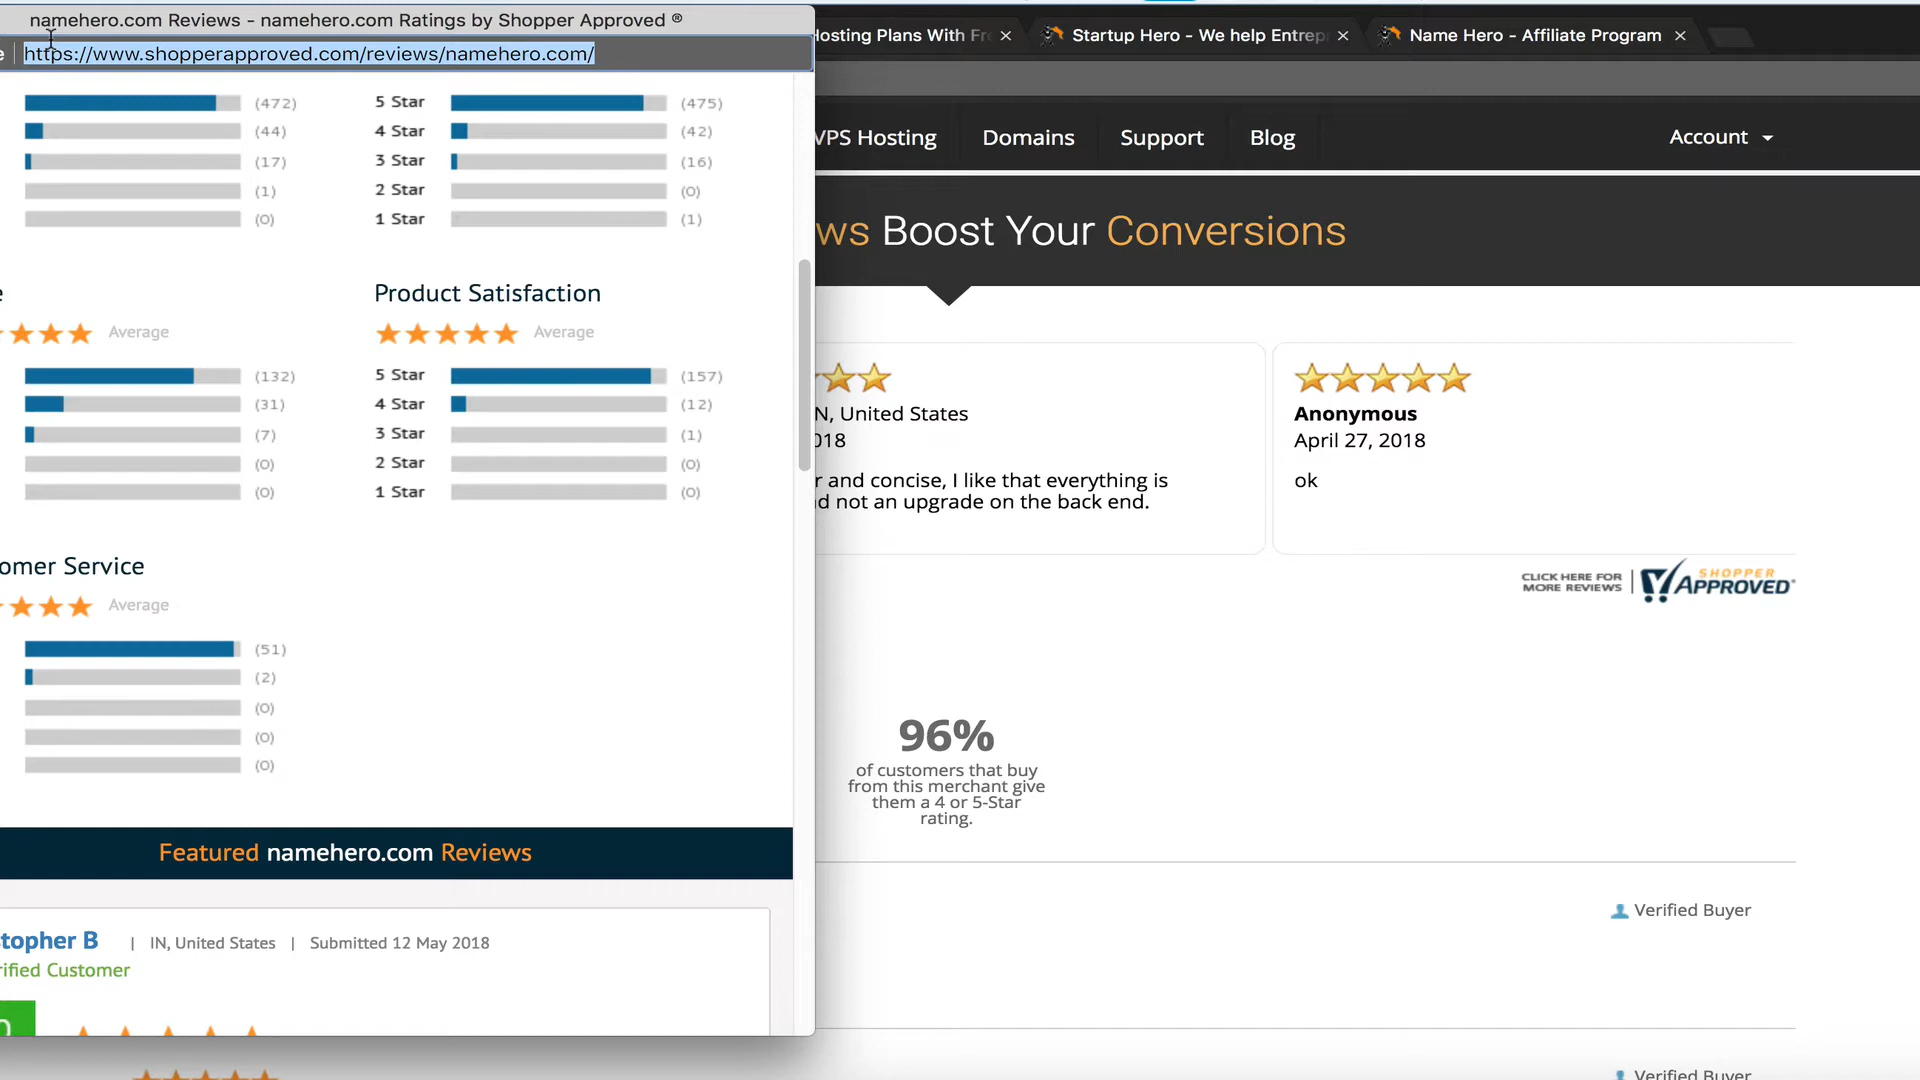 namehero.com Reviews - namehero.com Ratings by Shopper Approved ®
https://www.shopperapproved.com/reviews/namehero.com/
(472)
(44)
(17)
(1)
(0)
5 Star (475)
4 Star (42)
3 Star (16)
2 Star (0)
1 Star (1)
Average
(132)
(31)
(7)
(0)
(0)
Product Satisfaction
Average
5 Star (157)
4 Star (12)
3 Star (1)
2 Star (0)
1 Star (0)
omer Service
Average
(51)
(2)
(0)
(0)
(0)
Featured namehero.com Reviews
topher B | IN, United States | Submitted 12 May 2018
rified Customer
Hosting Plans With Fr
Startup Hero - We help Entrep
Name Hero - Affiliate Program
VPS Hosting
Domains
Support
Blog
Account
ws Boost Your Conversions
N, United States
018
r and concise, I like that everything is
d not an upgrade on the back end.
Anonymous
April 27, 2018
ok
CLICK HERE FOR
MORE REVIEWS
SHOPPER
APPROVED
96%
of customers that buy
from this merchant give
them a 4 or 5-Star
rating.
Verified Buyer
Verified Buyer